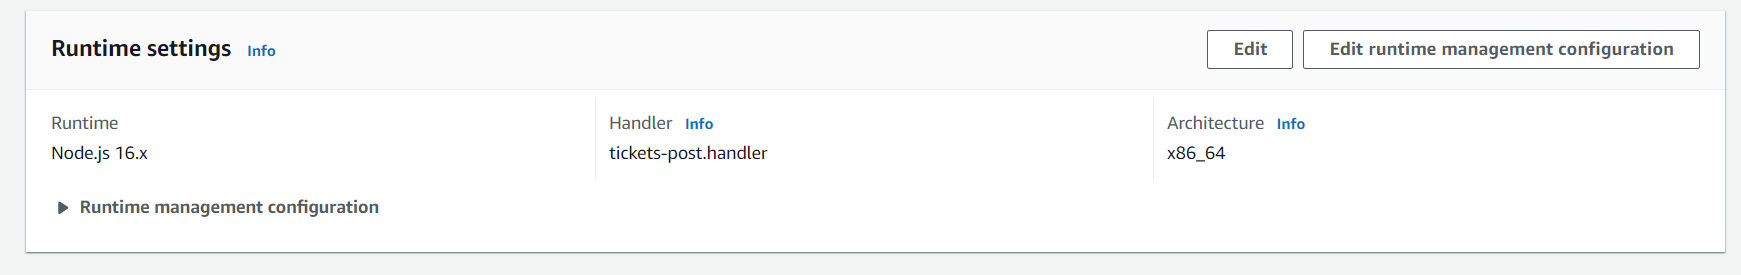 Runtime settings Info
Edit
Edit runtime management configuration
Runtime
Node.js 16.x
Handler Info
tickets-post.handler
Architecture Info
x86_64
Runtime management configuration